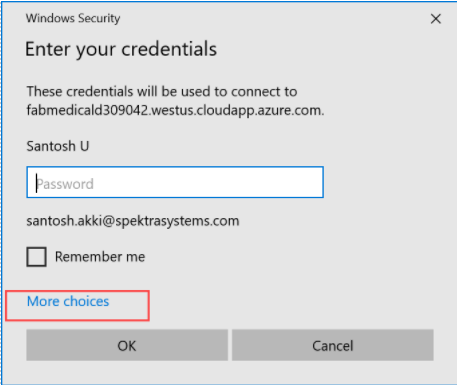 Windows Security
Enter your credentials
These credentials will be used to connect to
fabmedicald309042.westus.cloudapp.azure.com.
Santosh U
Password
santosh.akki@spektrasystems.com
Remember me
More choices
OK
Cancel